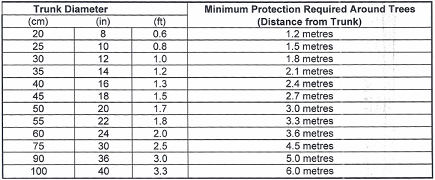 Trunk Diameter Minimum Protection Required Around Trees
(cm) (in) (ft) (Distance from Trunk)
20 8 0.6 1.2 metres
25 10 0.8 1.5 metres
30 12 1.0 1.8 metres
35 14 1.2 2.1 metres
40 16 1.3 2.4 metres
45 18 1.5 2.7 metres
50 20 1.7 3.0 metres
55 22 1.8 3.3 metres
60 24 2.0 3.6 metres
75 30 2.5 4.5 metres
90 36 3.0 5.0 metres
100 40 3.3 6.0 metres